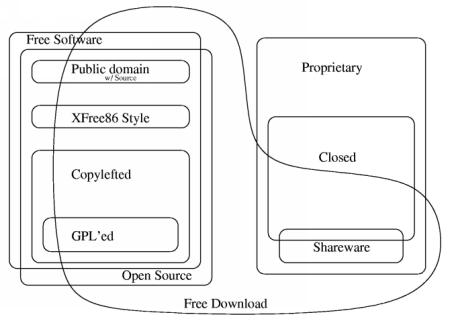 Free Software
Public domain
w/ Source
XFree86 Style
Copylefted
GPL'ed
Open Source
Proprietary
Closed
Shareware
Free Download